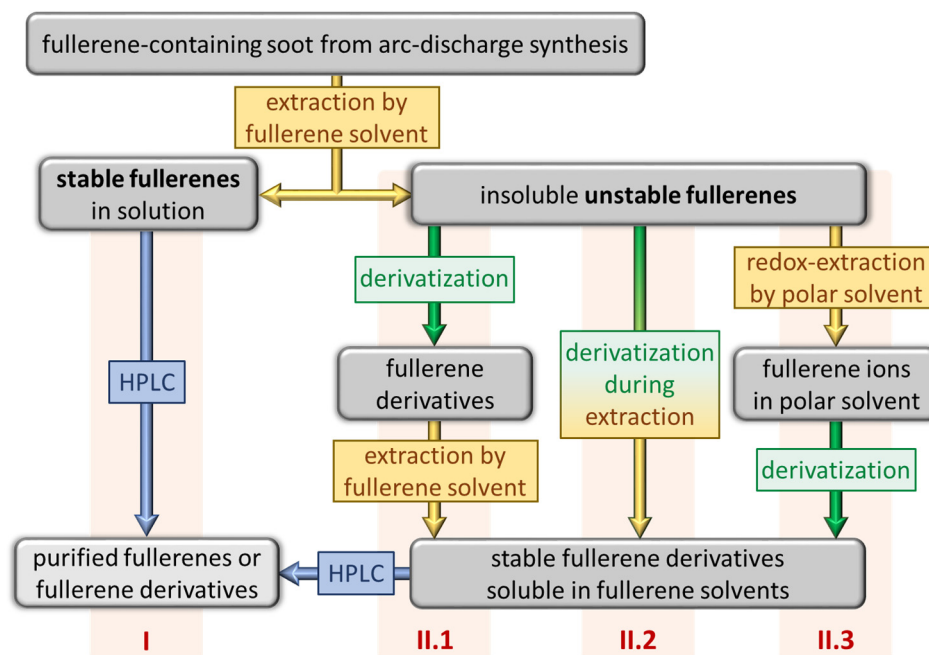 fullerene-containing soot from arc-discharge synthesis
extraction by
fullerene solvent
stable fullerenes
in solution
insoluble unstable fullerenes
derivatization
redox-extraction
by polar solvent
HPLC
fullerene
derivatives
derivatization
during
extraction
fullerene ions
in polar solvent
extraction by
fullerene solvent
derivatization
purified fullerenes or
fullerene derivatives
HPLC
stable fullerene derivatives
soluble in fullerene solvents
I
II.1
II.2
II.3